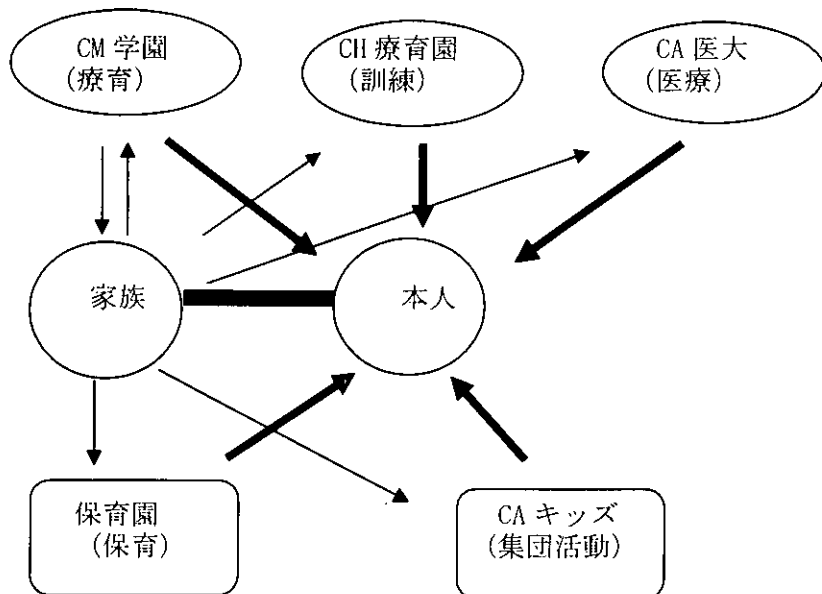 CM 学園
(療育)
CH 療育園
(訓練)
CA 医大
(医療)
家族
本人
保育園
(保育)
CA キッズ
(集団活動)